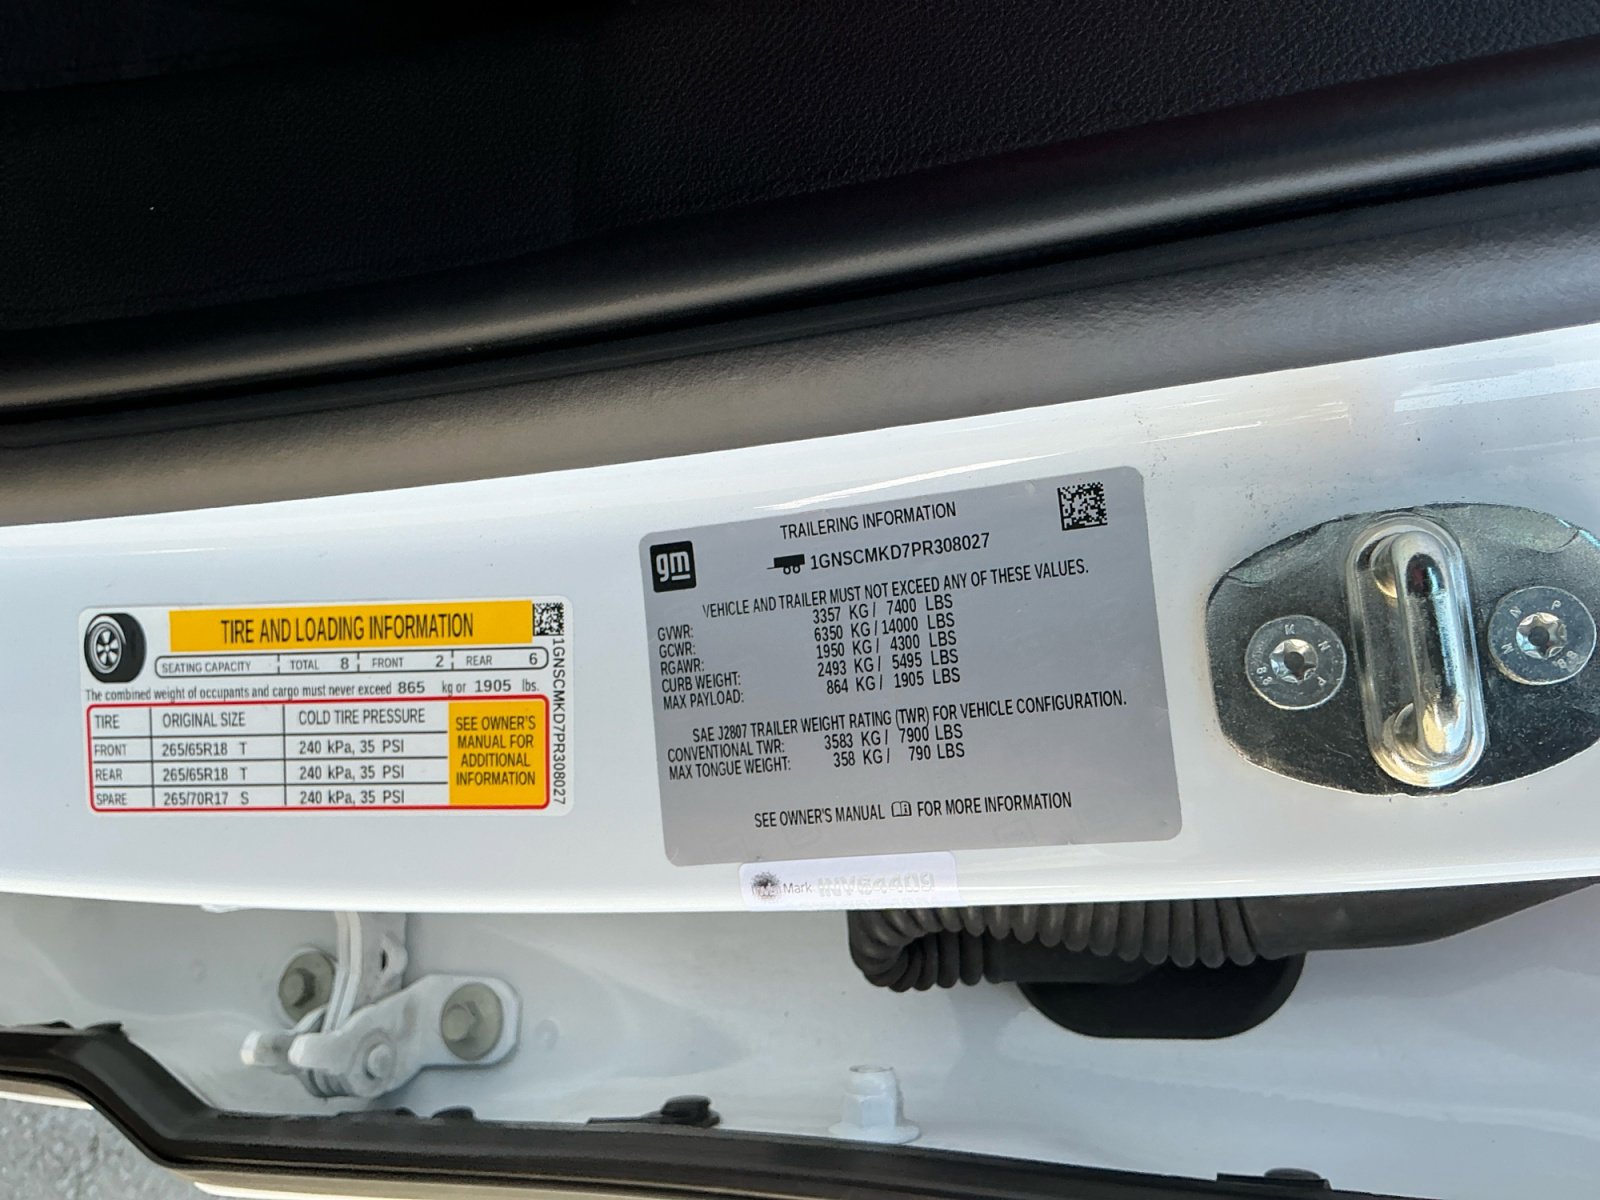 TIRE AND LOADING INFORMATION
SEATING CAPACITY TOTAL 8 FRONT 2 REAR 6
The combined weight of occupants and cargo must never exceed 865 kg or 1905 lbs.
TIRE ORIGINAL SIZE COLD TIRE PRESSURE
FRONT 265/65R18 T 240 kPa, 35 PSI
REAR 265/65R18 T 240 kPa, 35 PSI
SPARE 265/70R17 S 240 kPa, 35 PSI
SEE OWNER'S
MANUAL FOR
ADDITIONAL
INFORMATION
1GNSCMKD7PR308027
gm
TRAILERING INFORMATION
1GNSCMKD7PR308027
VEHICLE AND TRAILER MUST NOT EXCEED ANY OF THESE VALUES.
GVWR: 3357 KG / 7400 LBS
GCWR: 6350 KG / 14000 LBS
RGAWR: 1950 KG / 4300 LBS
CURB WEIGHT: 2493 KG / 5495 LBS
MAX PAYLOAD: 864 KG / 1905 LBS
SAE J2807 TRAILER WEIGHT RATING (TWR) FOR VEHICLE CONFIGURATION.
CONVENTIONAL TWR: 3583 KG / 7900 LBS
MAX TONGUE WEIGHT: 358 KG / 790 LBS
SEE OWNER'S MANUAL FOR MORE INFORMATION
Mark